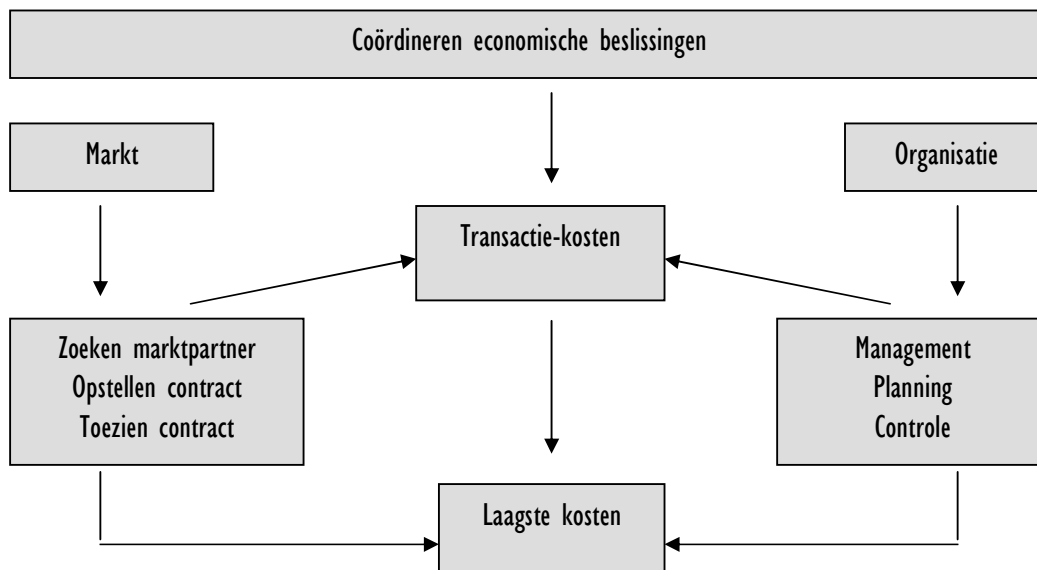 Coördineren economische beslissingen
Markt
Organisatie
Transactie-kosten
Zoeken marktpartner
Opstellen contract
Toezien contract
Management
Planning
Controle
Laagste kosten